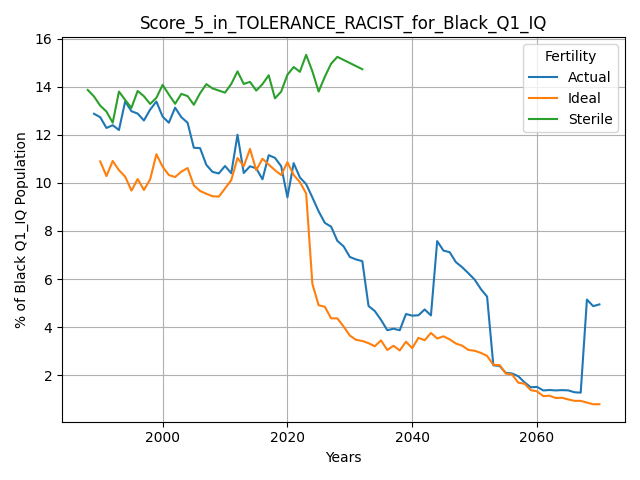 Score_5_in_TOLERANCE_RACIST_for_Black_Q1_IQ
16
14
12
10
8
6
4
2
% of Black Q1_IQ Population
Fertility
Actual
Ideal
Sterile
2000
2020
2040
2060
Years